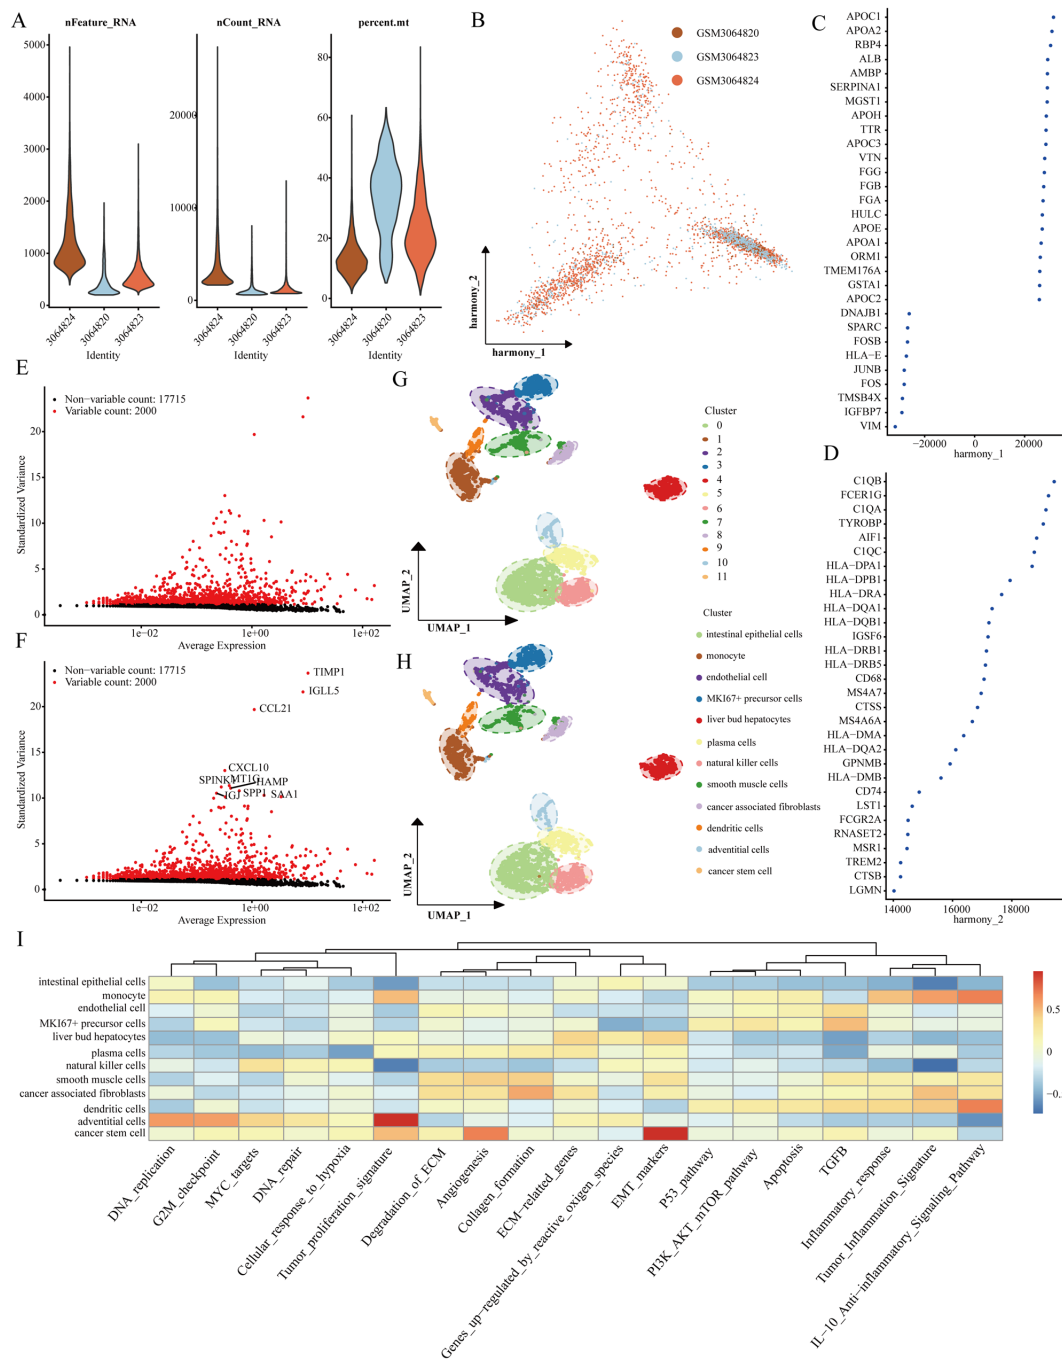 A
nFeature_RNA
nCount_RNA
percent.mt
5000
4000
3000
2000
1000
0
20000
10000
0
80
60
40
20
0
3064824
3064820
3064823
Identity
3064824
3064820
3064823
Identity
3064824
3064820
3064823
Identity
B
GSM3064820
GSM3064823
GSM3064824
harmony_2
harmony_1
C
APOC1
APOA2
RBP4
ALB
AMBP
SERPINA1
MGST1
APOH
TTR
APOC3
VTN
FGG
FGB
FGA
HULC
APOE
APOA1
ORM1
TMEM176A
GSTA1
APOC2
DNAJB1
SPARC
FOSB
HLA−E
JUNB
FOS
TMSB4X
IGFBP7
VIM
−20000
0
20000
harmony_1
D
C1QB
FCER1G
C1QA
TYROBP
AIF1
C1QC
HLA−DPA1
HLA−DPB1
HLA−DRA
HLA−DQA1
HLA−DQB1
IGSF6
HLA−DRB1
HLA−DRB5
CD68
MS4A7
CTSS
MS4A6A
HLA−DMA
HLA−DQA2
GPNMB
HLA−DMB
CD74
LST1
FCGR2A
RNASET2
MSR1
TREM2
CTSB
LGMN
14000
16000
18000
harmony_2
E
Non−variable count: 17715
Variable count: 2000
Standardized Variance
20
15
10
5
0
1e−02
1e+00
1e+02
Average Expression
F
Non−variable count: 17715
Variable count: 2000
TIMP1
IGLL5
CCL21
CXCL10
SPINK1
MT1G
HAMP
IGJ
SPP1
SAA1
Standardized Variance
20
15
10
5
0
1e−02
1e+00
1e+02
Average Expression
G
UMAP_2
UMAP_1
Cluster
0
1
2
3
4
5
6
7
8
9
10
11
H
UMAP_2
UMAP_1
Cluster
intestinal epithelial cells
monocyte
endothelial cell
MKI67+ precursor cells
liver bud hepatocytes
plasma cells
natural killer cells
smooth muscle cells
cancer associated fibroblasts
dendritic cells
adventitial cells
cancer stem cell
I
intestinal epithelial cells
monocyte
endothelial cell
MKI67+ precursor cells
liver bud hepatocytes
plasma cells
natural killer cells
smooth muscle cells
cancer associated fibroblasts
dendritic cells
adventitial cells
cancer stem cell
0.5
0
−0.
DNA_replication
G2M_checkpoint
MYC_targets
DNA_repair
Cellular_response_to_hypoxia
Tumor_proliferation_signature
Degradation_of_ECM
Angiogenesis
Collagen_formation
ECM−related_genes
Genes_up−regulated_by_reactive_oxigen_species
EMT_markers
P53_pathway
PI3K_AKT_mTOR_pathway
Apoptosis
TGFB
Inflammatory_response
Tumor_Inflammation_Signature
IL−10_Anti−inflammatory_Signaling_Pathway